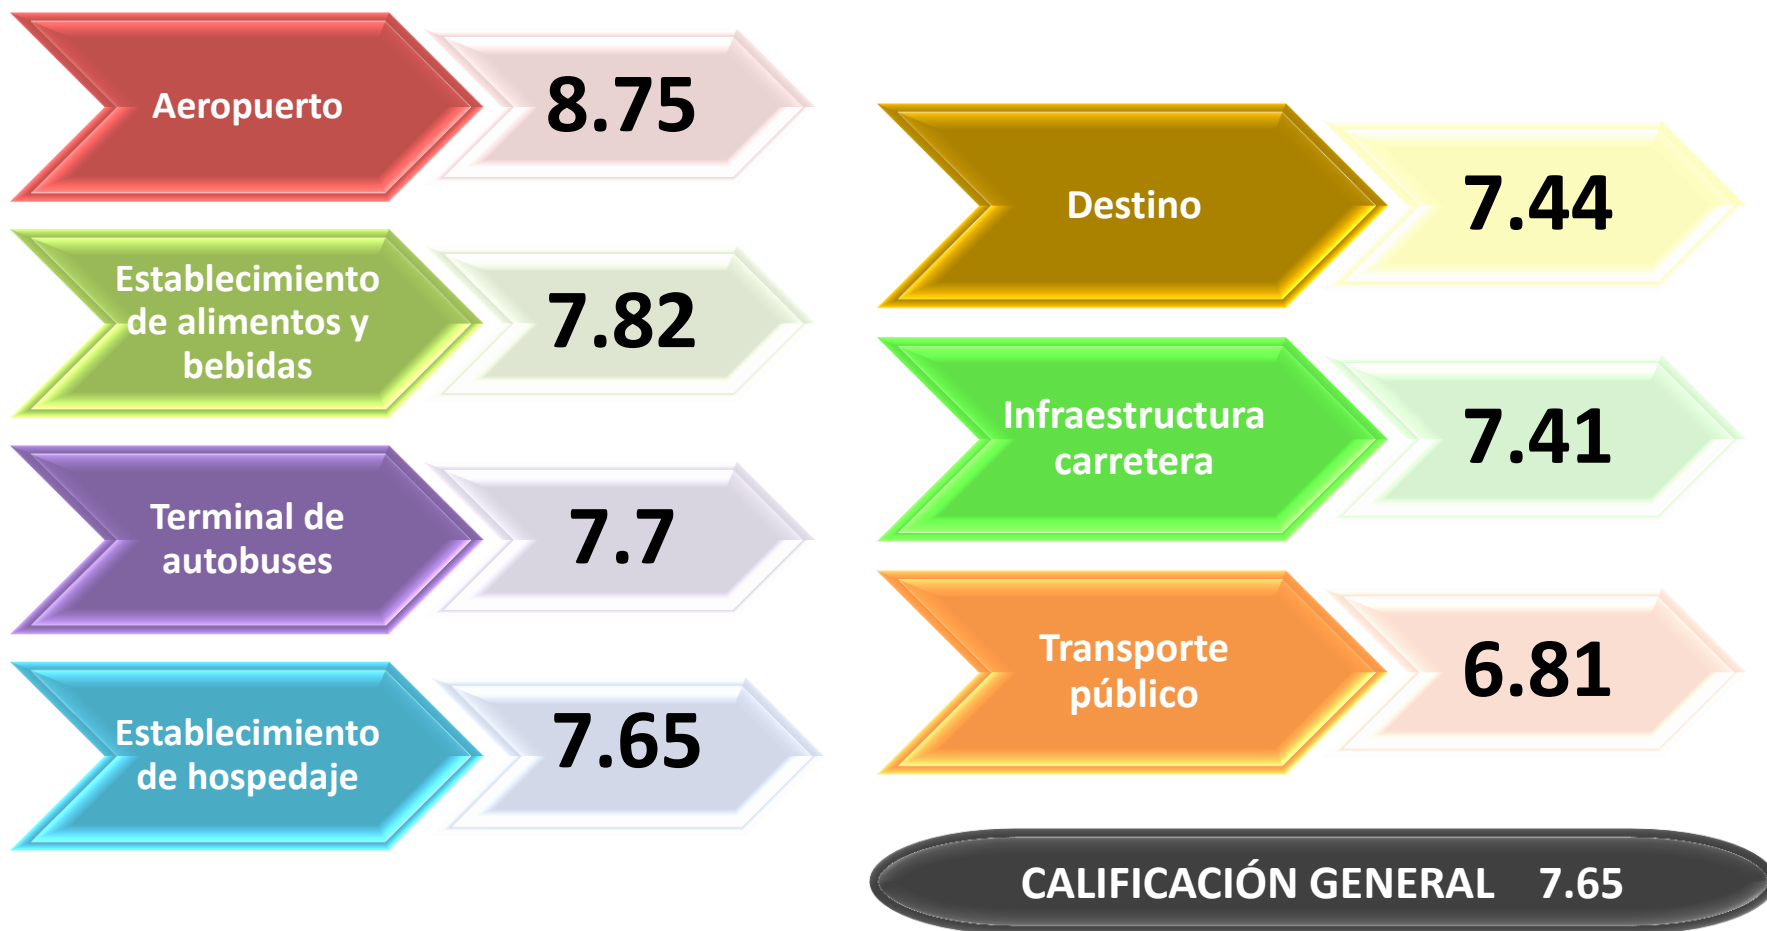 Aeropuerto
8.75
Establecimiento
de alimentos y
bebidas
7.82
Terminal de
autobuses
7.7
Establecimiento
de hospedaje
7.65
Destino
7.44
Infraestructura
carretera
7.41
Transporte
público
6.81
CALIFICACIÓN GENERAL 7.65